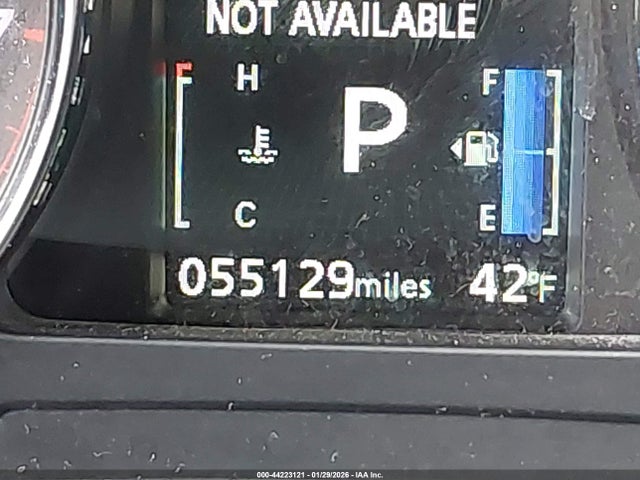 NOT AVAILABLE
H F
P
C E
055129miles 42°F
000-44223121 - 01/29/2026 - IAA Inc.